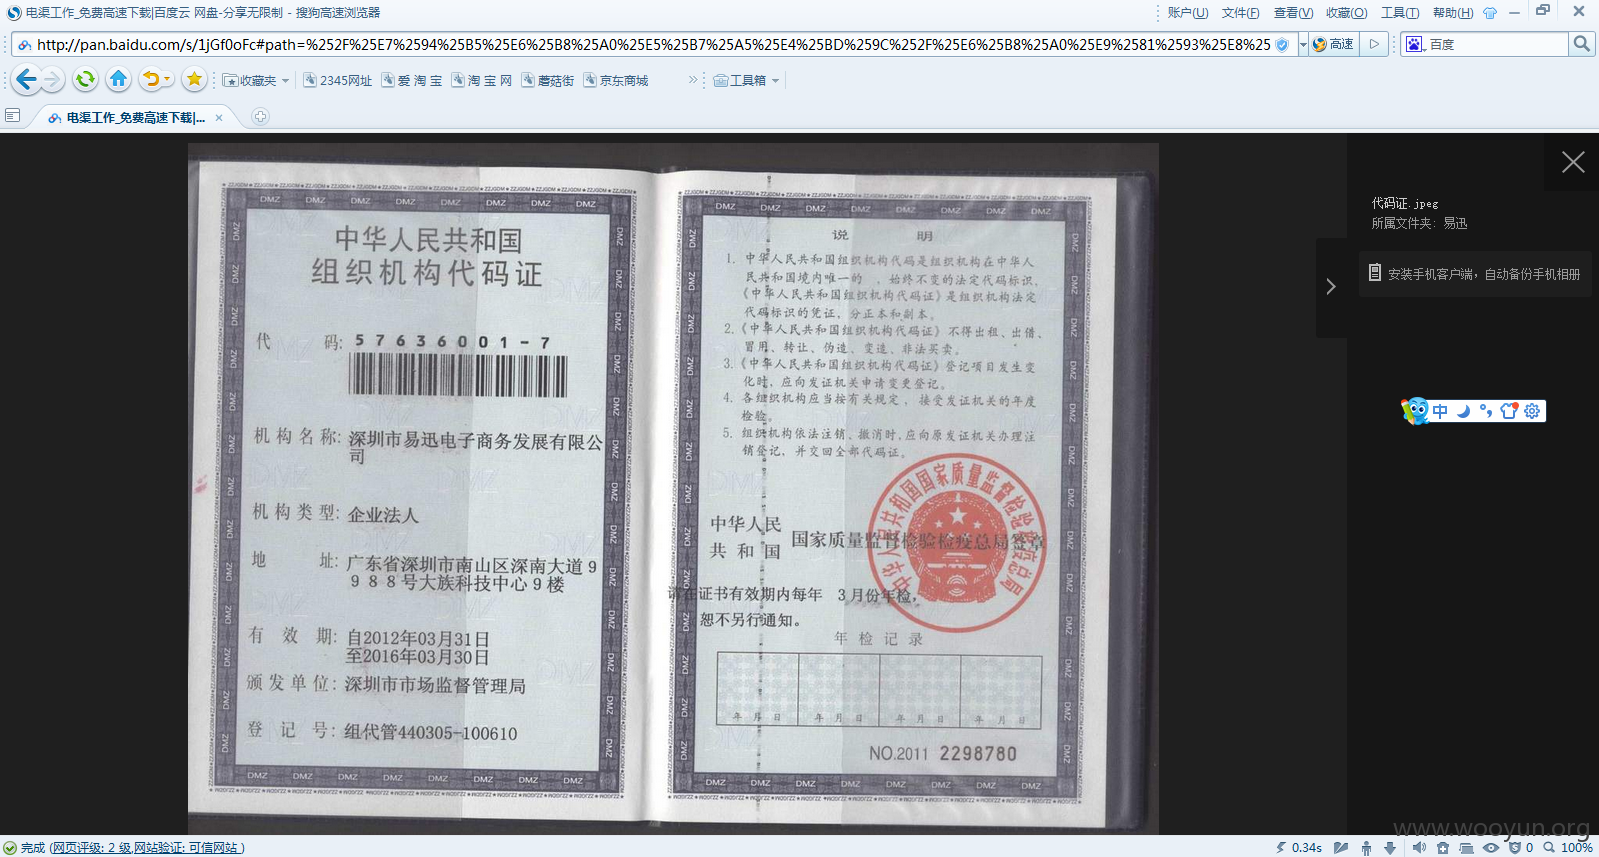 电渠工作_免费高速下载|百度云 网盘-分享无限制 - 搜狗高速浏览器
账户(U) 文件(F) 查看(V) 收藏(O) 工具(T) 帮助(H)
http://pan.baidu.com/s/1jGf0oFc#path=%252F%25E7%2594%25B5%25E6%25B8%25A0%25E5%25B7%25A5%25E4%25BD%259C%252F%25E6%25B8%25A0%25E9%2581%2593%25E8%25
高速
百度
收藏夹 2345网址 爱 淘 宝 淘 宝 网 蘑菇街 京东商城 » 工具箱
电渠工作_免费高速下载|...
中华人民共和国
组织机构代码证
代 码: 57636001-7
机构名称: 深圳市易迅电子商务发展有限公
司
机构类型: 企业法人
地 址: 广东省深圳市南山区深南大道9
988号大族科技中心9楼
有 效 期: 自2012年03月31日
至2016年03月30日
颁发单位: 深圳市市场监督管理局
登 记 号: 组代管440305-100610
说 明
1. 中华人民共和国组织机构代码是组织机构在中华人
民共和国境内唯一的 、始终不变的法定代码标识,
《中华人民共和国组织机构代码证》是组织机构法定
代码标识的凭证, 分正本和副本。
2.《中华人民共和国组织机构代码证》不得出租、出借、
冒用、转让、伪造、变造、非法买卖。
3.《中华人民共和国组织机构代码证》登记项目发生变
化时, 应向发证机关申请变更登记。
4. 各组织机构应当按有关规定, 接受发证机关的年度
检验。
5. 组织机构依法注销、撤消时, 应向原发证机关办理注
销登记, 并交回全部代码证。
中华人民
共和国 国家质量监督检验检疫总局签章
中华人民共和国国家质量监督检验检疫总局
请在证书有效期内每年 3月份年检,
恕不另行通知。
年检记录
年 月 日 年 月 日 年 月 日 年 月 日
NO.2011 2298780
代码证.jpeg
所属文件夹: 易迅
安装手机客户端，自动备份手机相册
中
www.wooyun.org
完成 (网页评级: 2 级,网站验证: 可信网站)
0.34s
0
100%